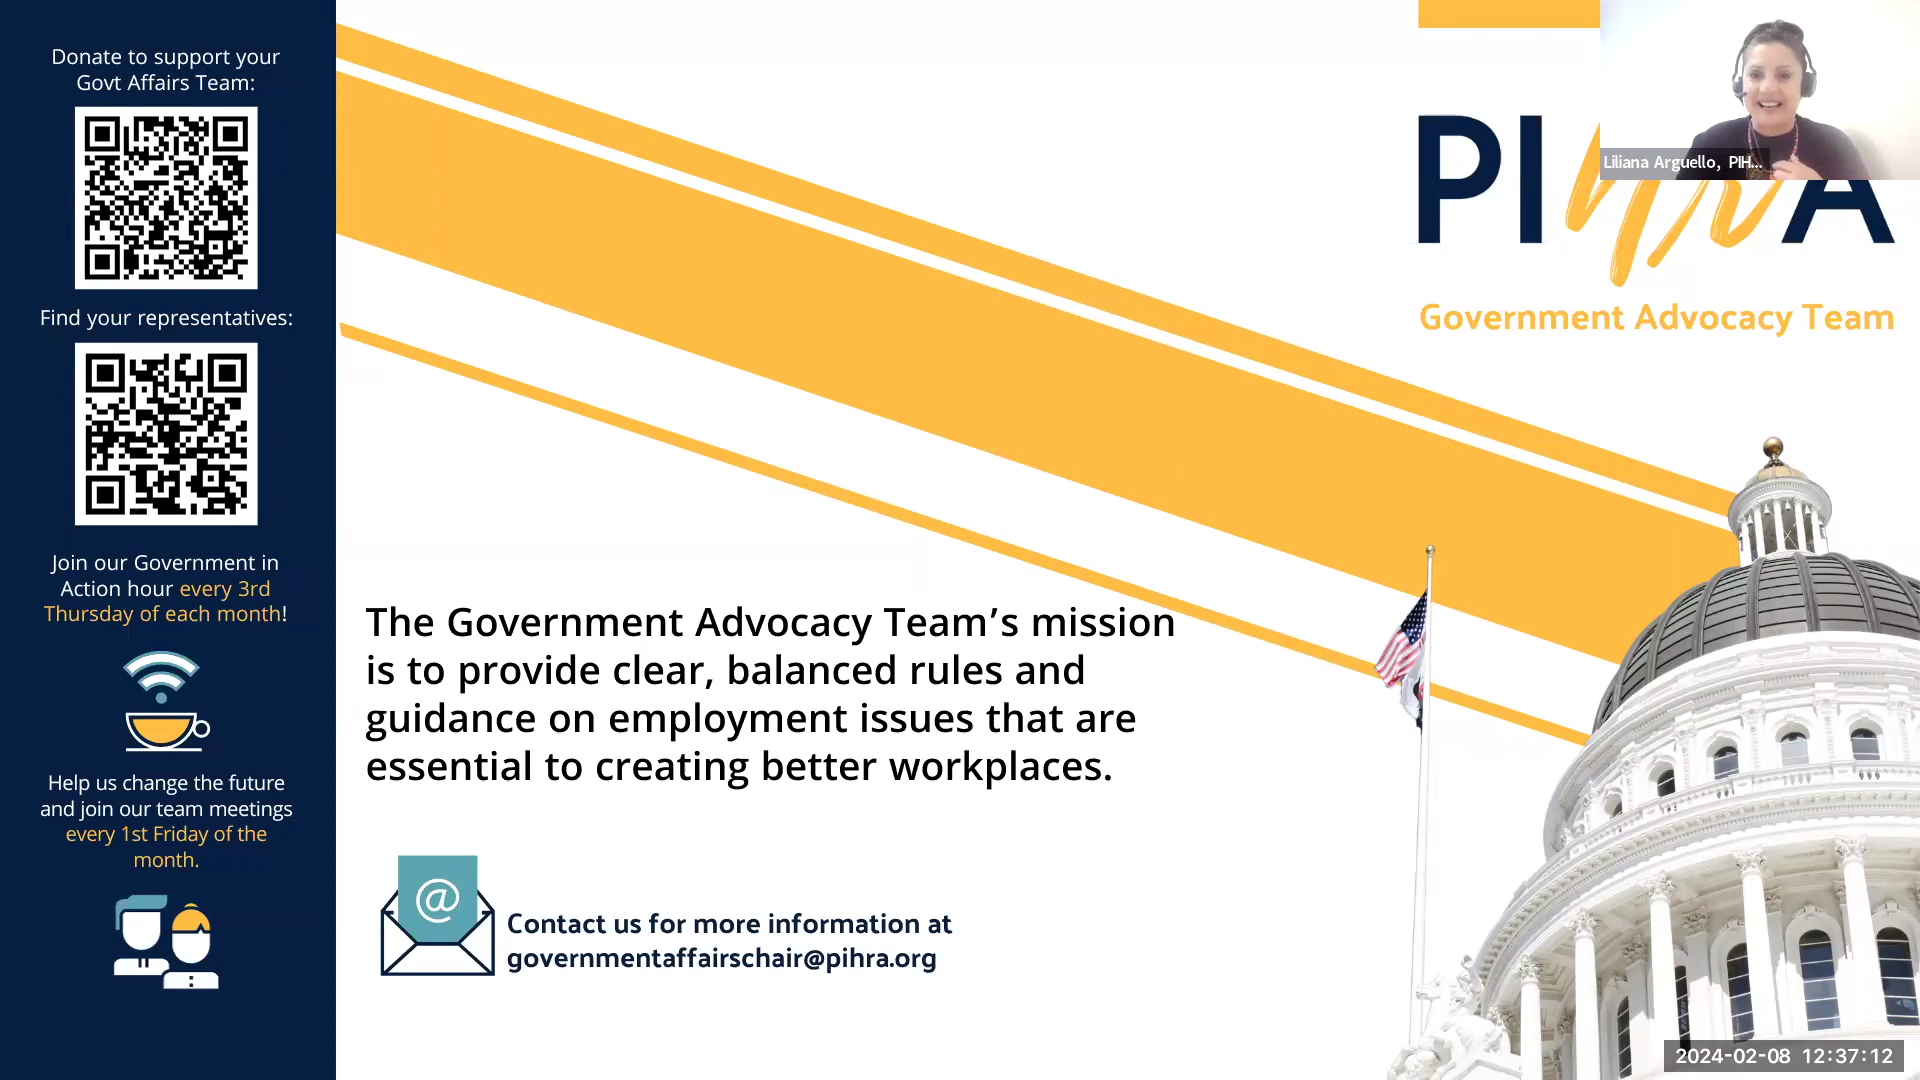 Donate to support your
Govt Affairs Team:
Find your representatives:
Join our Government in
Action hour every 3rd
Thursday of each month!
Help us change the future
and join our team meetings
every 1st Friday of the
month.
PIhrA
Liliana Arguello, PIH...
Government Advocacy Team
The Government Advocacy Team’s mission
is to provide clear, balanced rules and
guidance on employment issues that are
essential to creating better workplaces.
@
Contact us for more information at
governmentaffairschair@pihra.org
2024-02-08 12:37:12